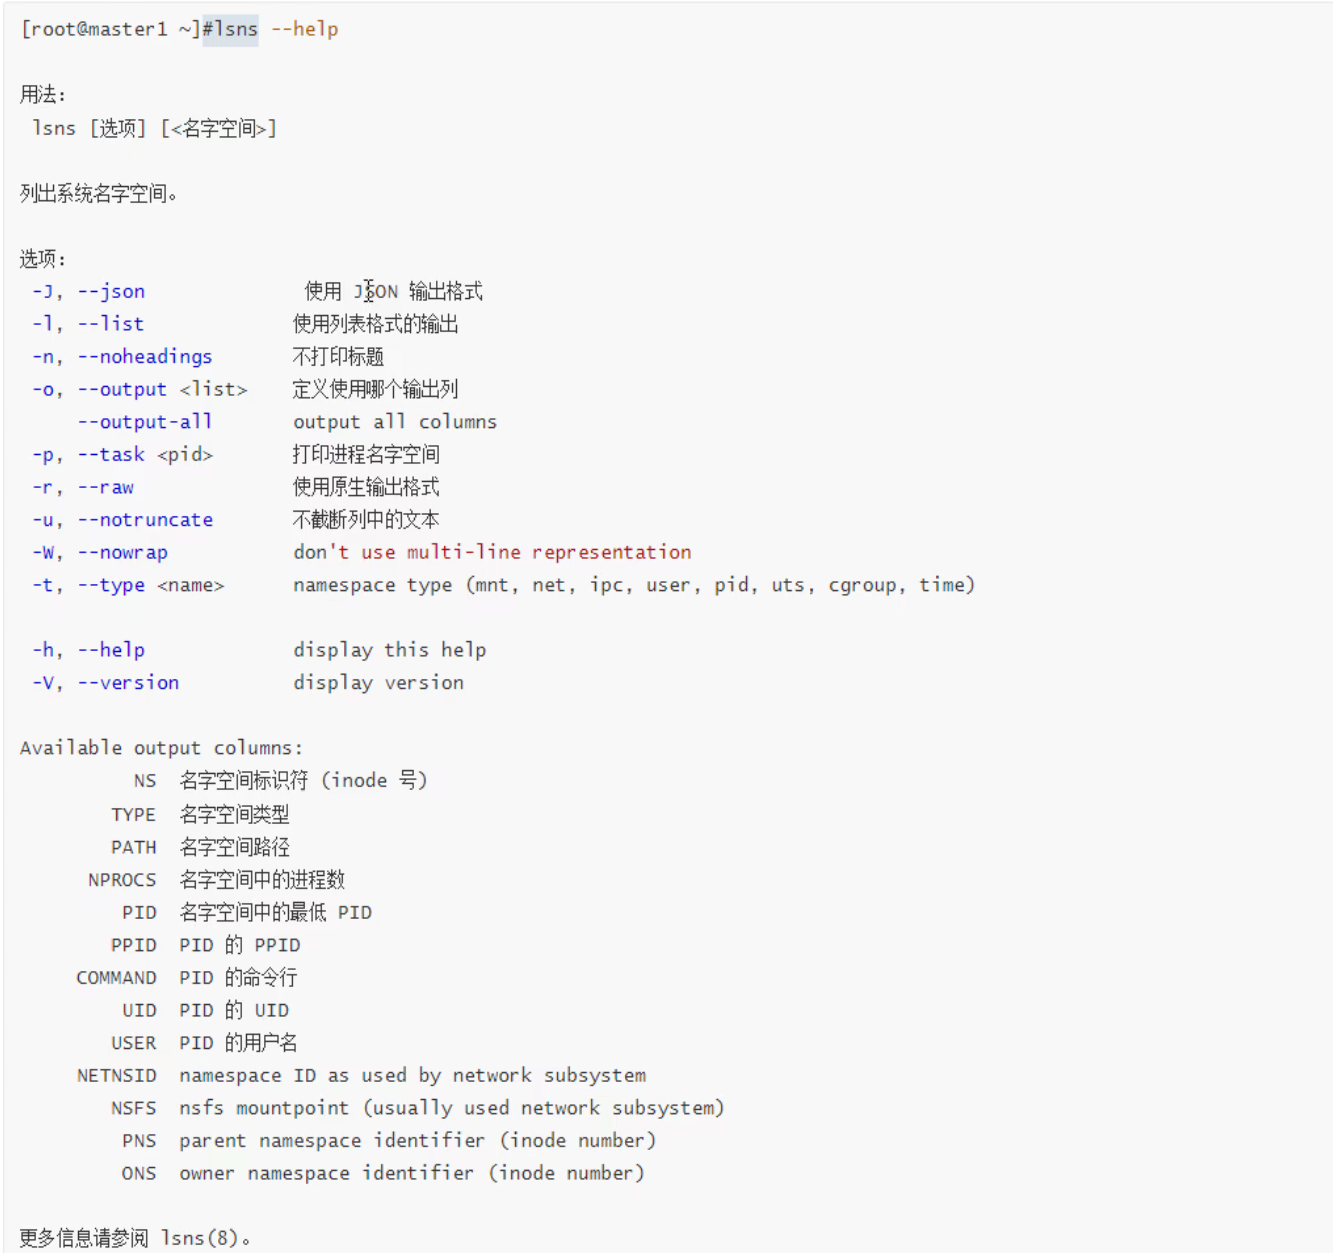 [root@master1 ~]#lsns --help
用法：
lsns [选项] [<名字空间>]
列出系统名字空间。
选项：
-J, --json 使用 JSON 输出格式
-l, --list 使用列表格式的输出
-n, --noheadings 不打印标题
-o, --output <list> 定义使用哪个输出列
--output-all output all columns
-p, --task <pid> 打印进程名字空间
-r, --raw 使用原生输出格式
-u, --notruncate 不截断列中的文本
-W, --nowrap don't use multi-line representation
-t, --type <name> namespace type (mnt, net, ipc, user, pid, uts, cgroup, time)
-h, --help display this help
-V, --version display version
Available output columns:
NS 名字空间标识符 (inode 号)
TYPE 名字空间类型
PATH 名字空间路径
NPROCS 名字空间中的进程数
PID 名字空间中的最低 PID
PPID PID 的 PPID
COMMAND PID 的命令行
UID PID 的 UID
USER PID 的用户名
NETNSID namespace ID as used by network subsystem
NSFS nsfs mountpoint (usually used network subsystem)
PNS parent namespace identifier (inode number)
ONS owner namespace identifier (inode number)
更多信息请参阅 lsns(8)。